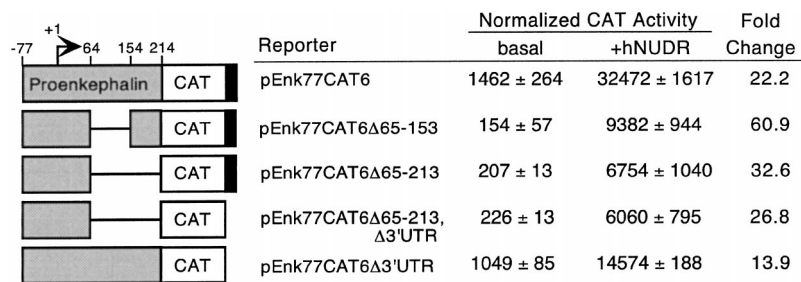 Normalized CAT Activity Fold
+1
-77 64 154 214 Reporter basal +hNUDR Change
Proenkephalin CAT pEnk77CAT6 1462 ± 264 32472 ± 1617 22.2
CAT pEnk77CAT6Δ65-153 154 ± 57 9382 ± 944 60.9
CAT pEnk77CAT6Δ65-213 207 ± 13 6754 ± 1040 32.6
CAT pEnk77CAT6Δ65-213, 226 ± 13 6060 ± 795 26.8
Δ3'UTR
CAT pEnk77CAT6Δ3'UTR 1049 ± 85 14574 ± 188 13.9